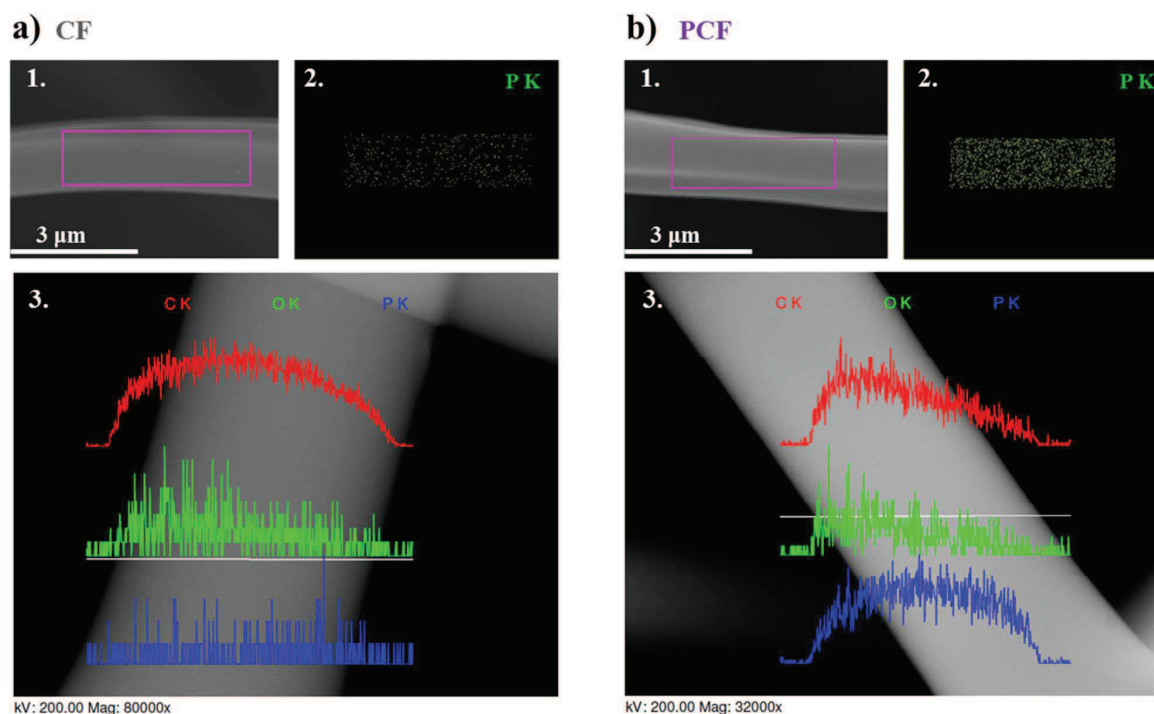 a) CF
1.
2.
P K
3 μm
3.
C K
O K
P K
kV: 200.00 Mag: 80000x
b) PCF
1.
2.
P K
3 μm
3.
C K
O K
P K
kV: 200.00 Mag: 32000x